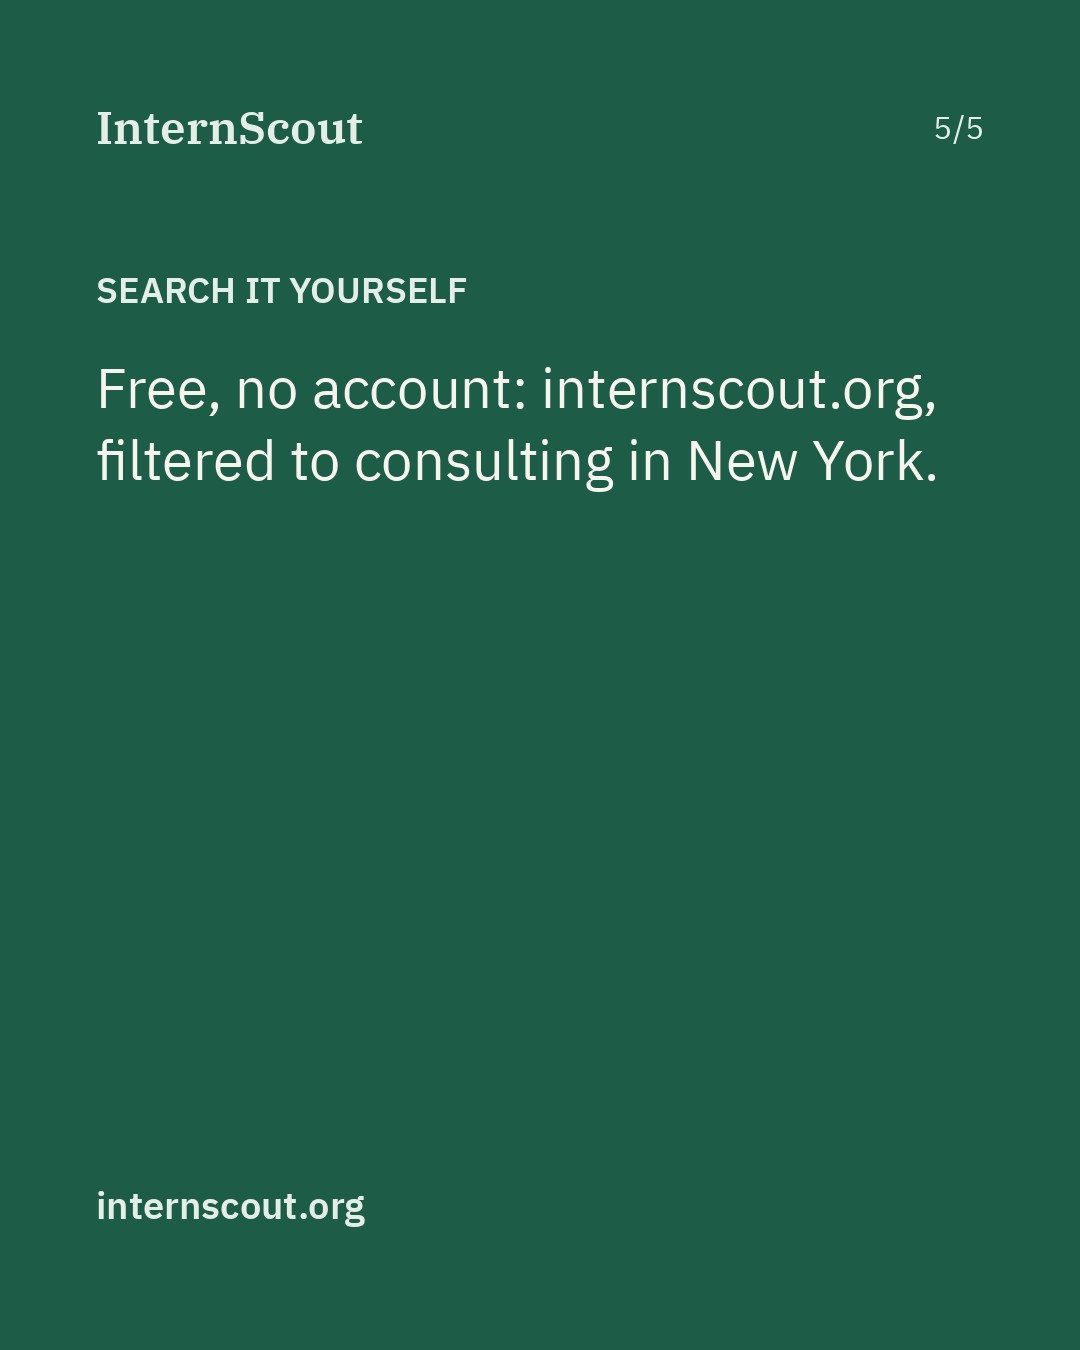 InternScout
5/5
SEARCH IT YOURSELF
Free, no account: internscout.org,
filtered to consulting in New York.
internscout.org